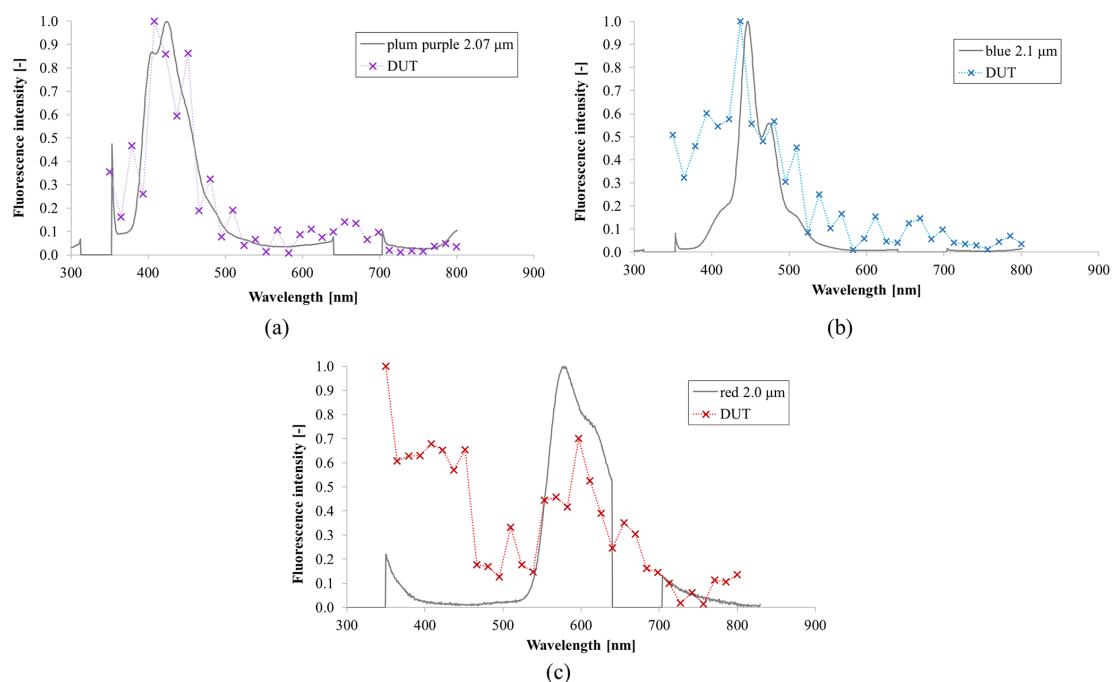 Fluorescence intensity [-]
1.0
0.9
0.8
0.7
0.6
0.5
0.4
0.3
0.2
0.1
0.0
300 400 500 600 700 800 900
Wavelength [nm]
plum purple 2.07 μm
DUT
(a)
Fluorescence intensity [-]
1.0
0.9
0.8
0.7
0.6
0.5
0.4
0.3
0.2
0.1
0.0
300 400 500 600 700 800 900
Wavelength [nm]
blue 2.1 μm
DUT
(b)
Fluorescence intensity [-]
1.0
0.9
0.8
0.7
0.6
0.5
0.4
0.3
0.2
0.1
0.0
300 400 500 600 700 800 900
Wavelength [nm]
red 2.0 μm
DUT
(c)